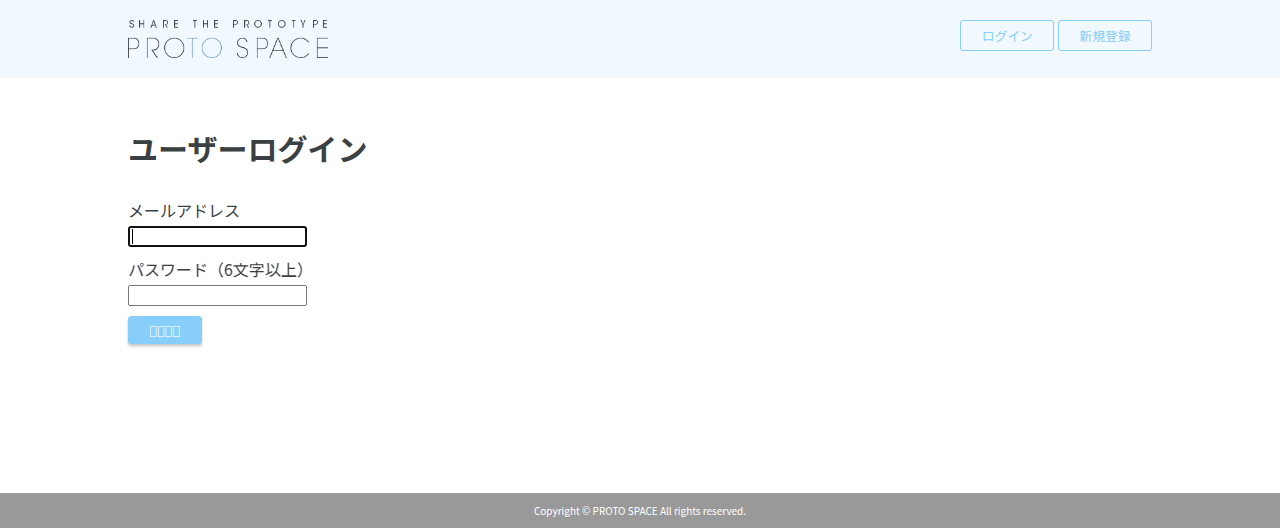 SHARE THE PROTOTYPE
PROTO SPACE
ログイン
新規登録
ユーザーログイン
メールアドレス
パスワード（6文字以上）
Copyright © PROTO SPACE All rights reserved.